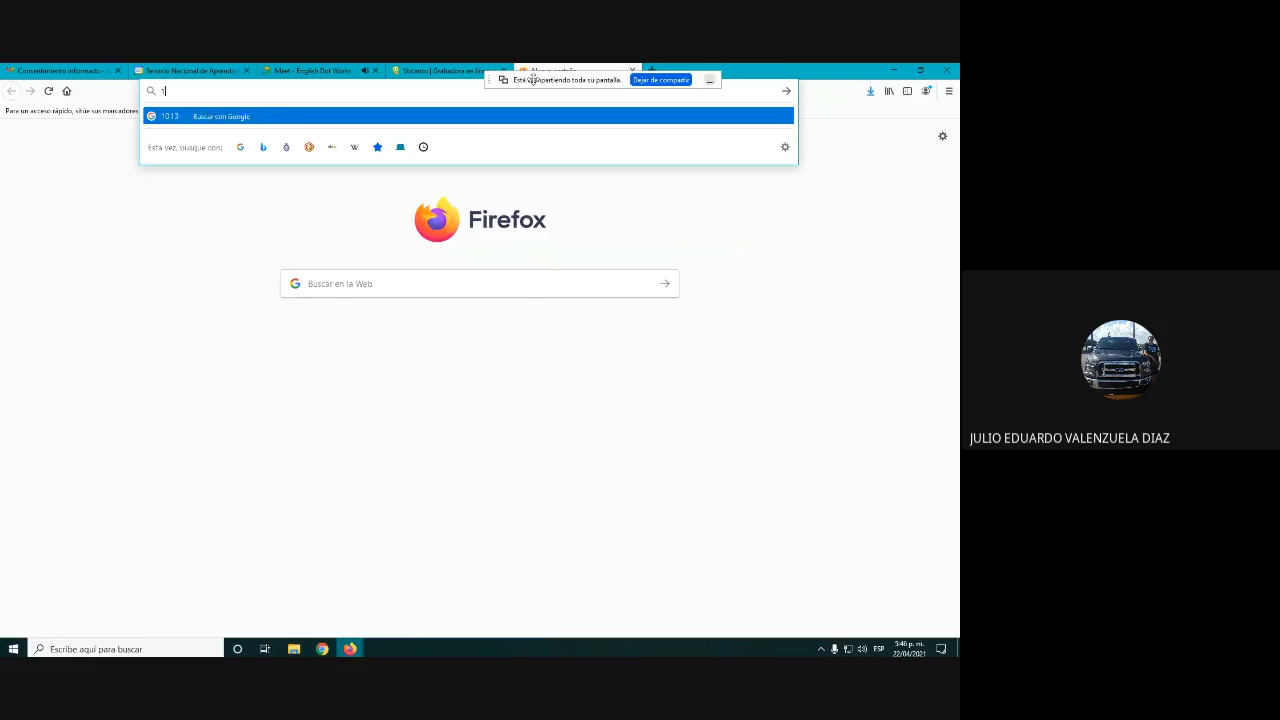 Consentimiento informado -
Servicio Nacional de Aprendiz
Meet - English Dot Works
Vocaroo | Grabadora en lín
Está compartiendo toda su pantalla.
Dejar de compartir
1
Para un acceso rápido, sitúe sus marcadores
1013 Buscar con Google
Esta vez, busque con:
Firefox
Buscar en la Web
JULIO EDUARDO VALENZUELA DIAZ
Escribe aquí para buscar
ESP
5:46 p. m.
22/04/2021